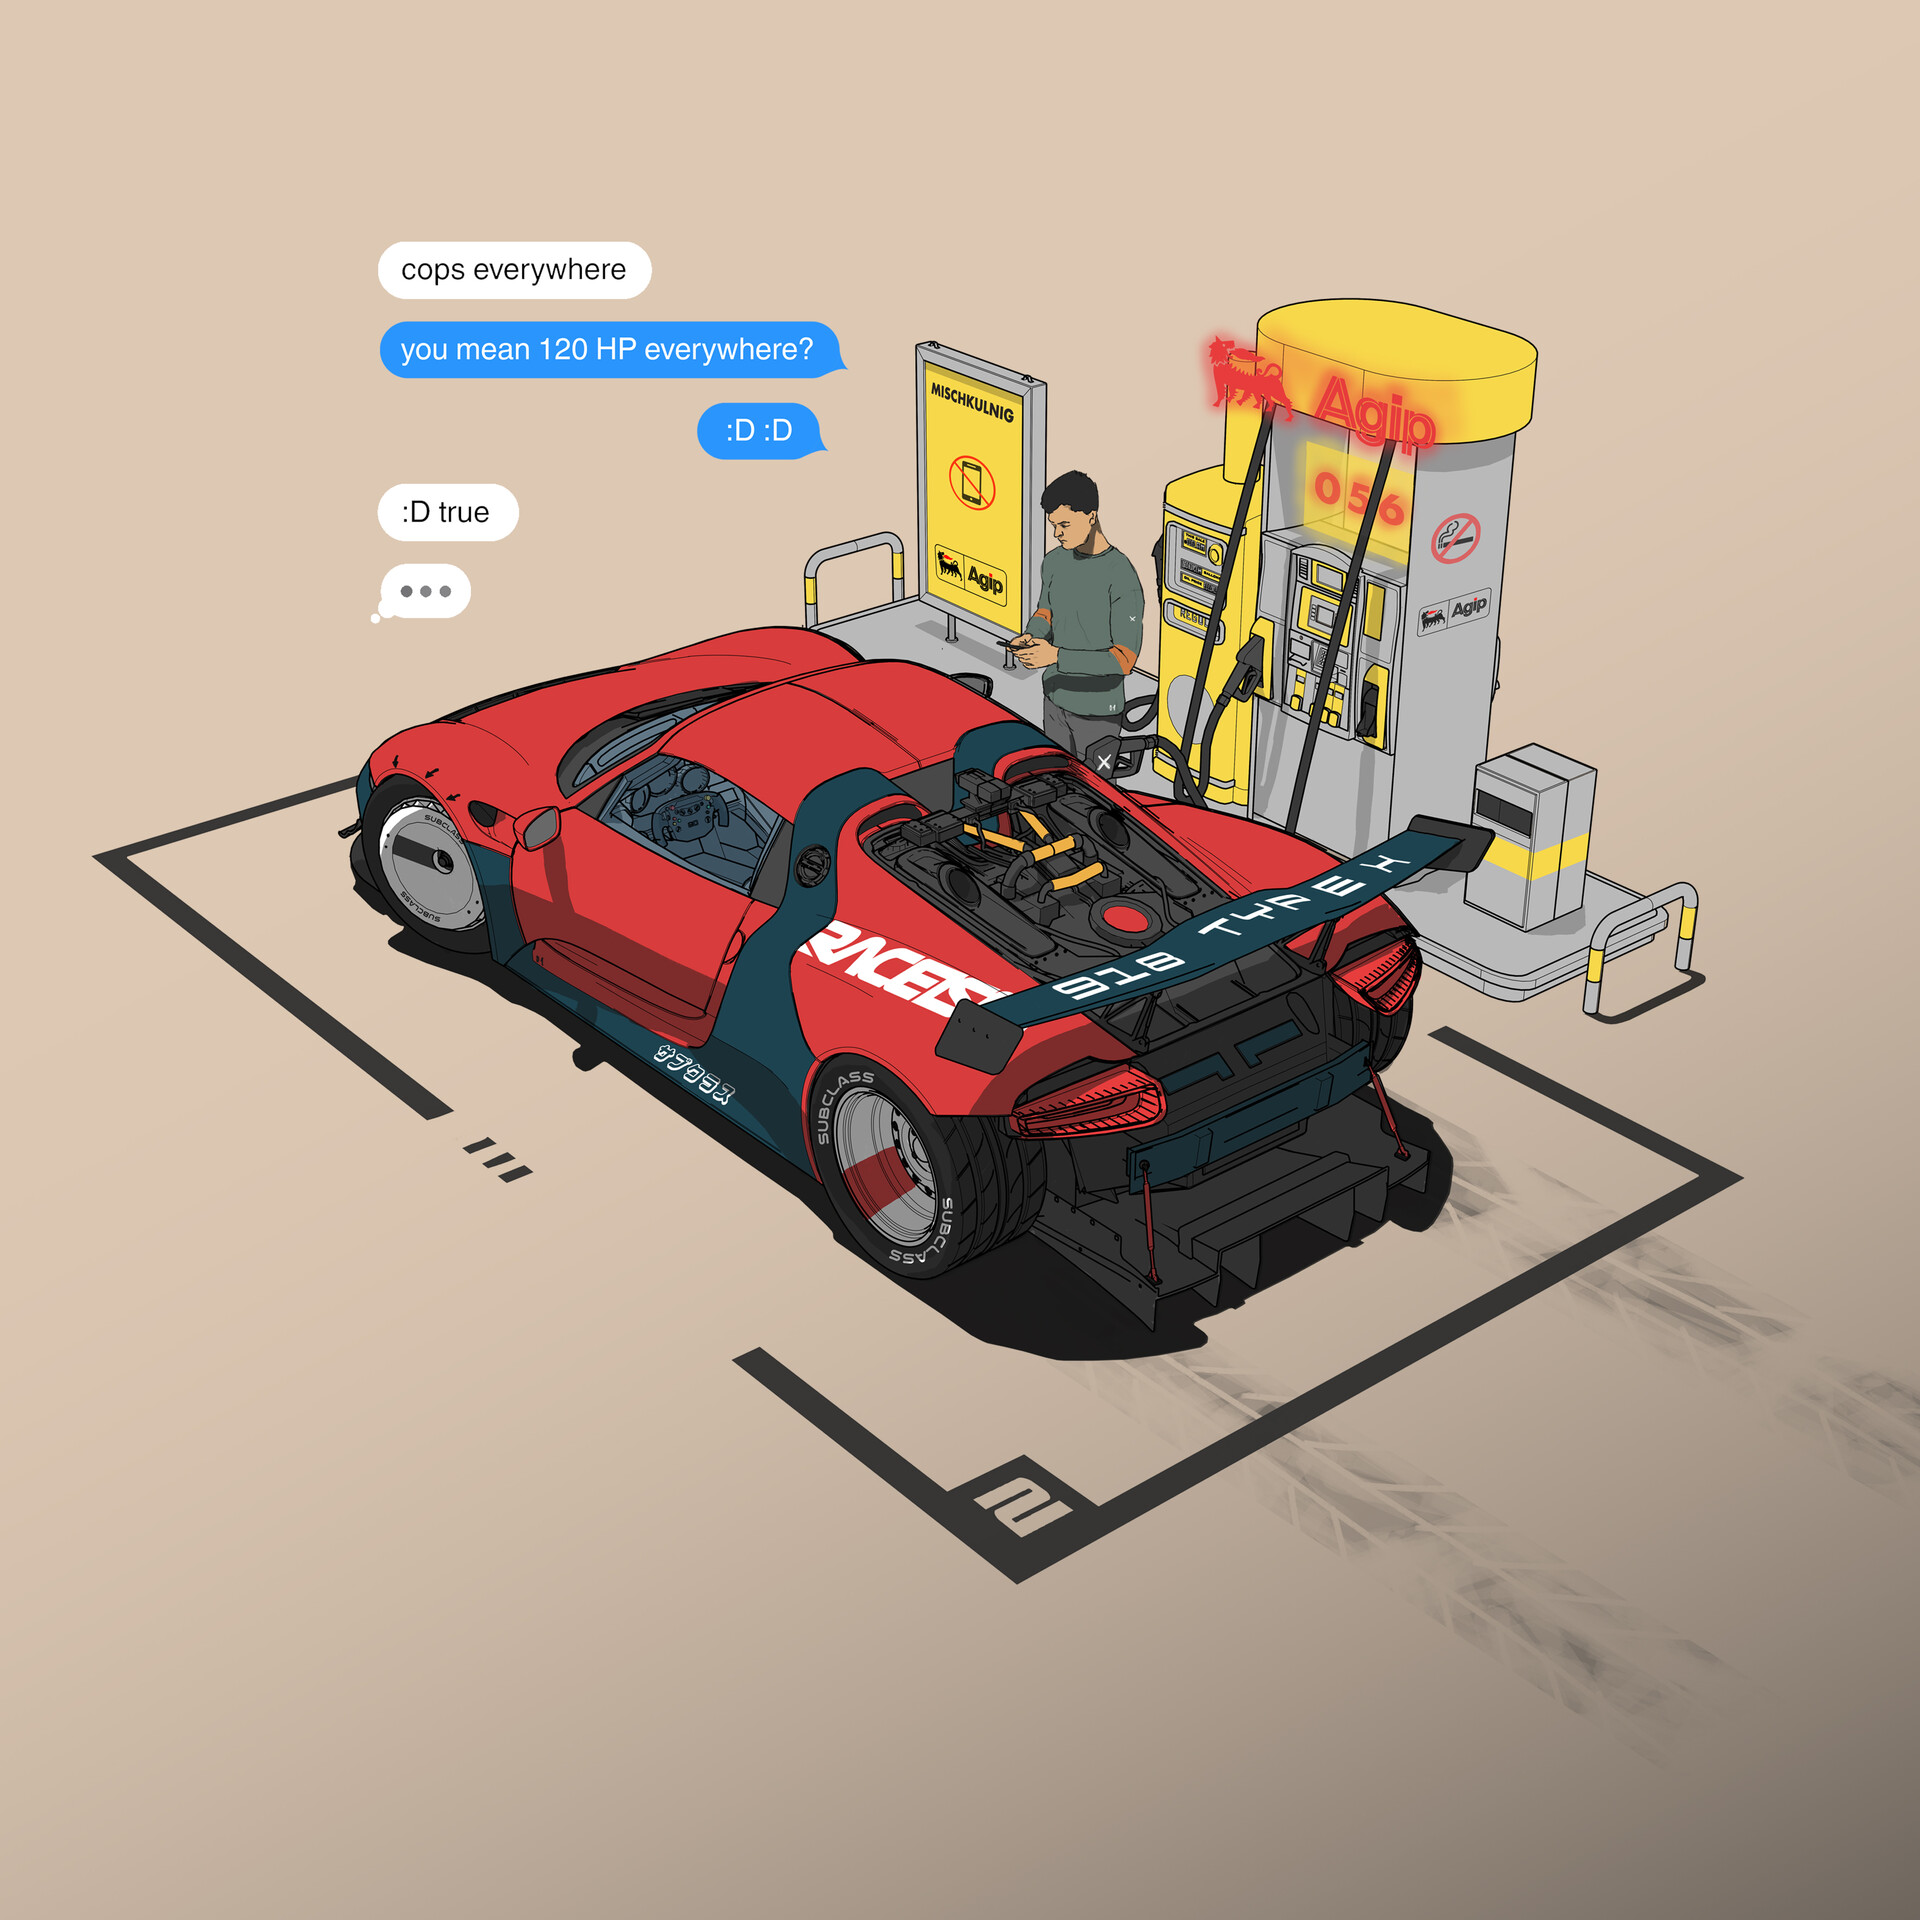 cops everywhere
you mean 120 HP everywhere?
:D :D
:D true
MISCHKULNIG
Agip
Agip
056
Agip
SUBCLASS
SUBCLASS
RACEISM
918 TYPE X
サブクラス
SUBCLASS
SUBCLASS
2